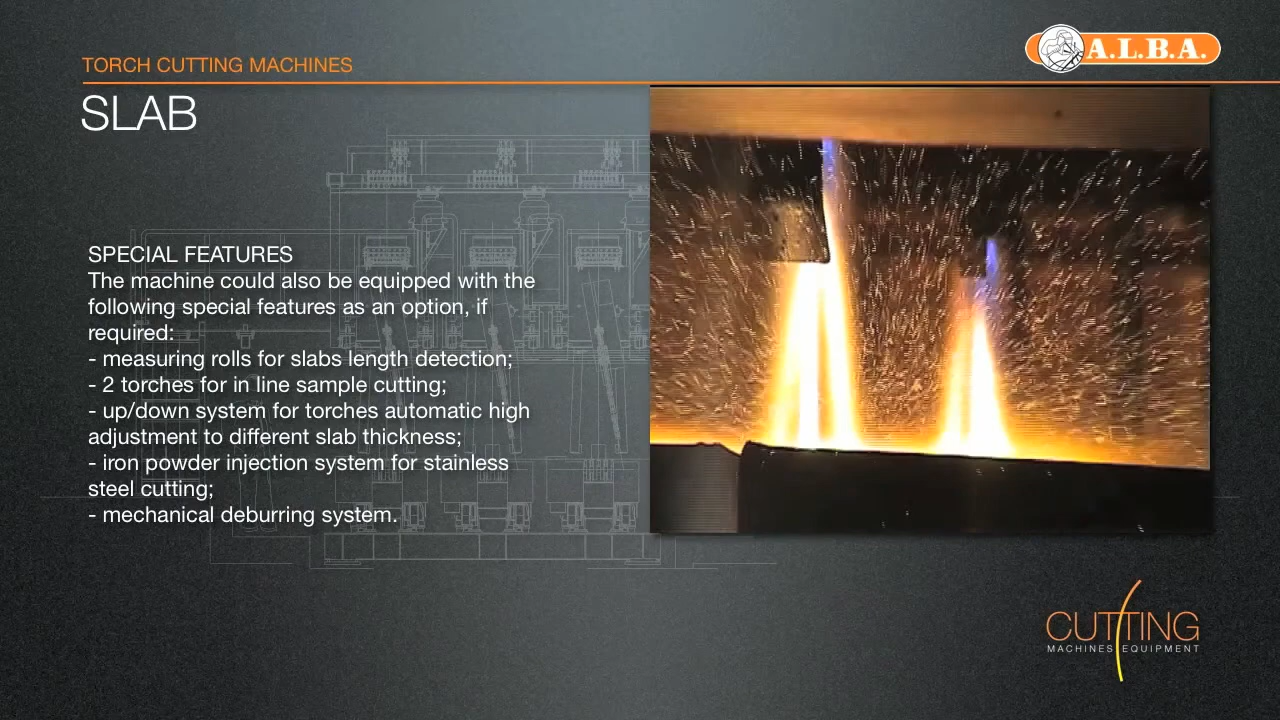 TORCH CUTTING MACHINES
A.L.B.A.
SLAB
SPECIAL FEATURES
The machine could also be equipped with the
following special features as an option, if
required:
- measuring rolls for slabs length detection;
- 2 torches for in line sample cutting;
- up/down system for torches automatic high
adjustment to different slab thickness;
- iron powder injection system for stainless
steel cutting;
- mechanical deburring system.
CUTTING
MACHINES EQUIPMENT